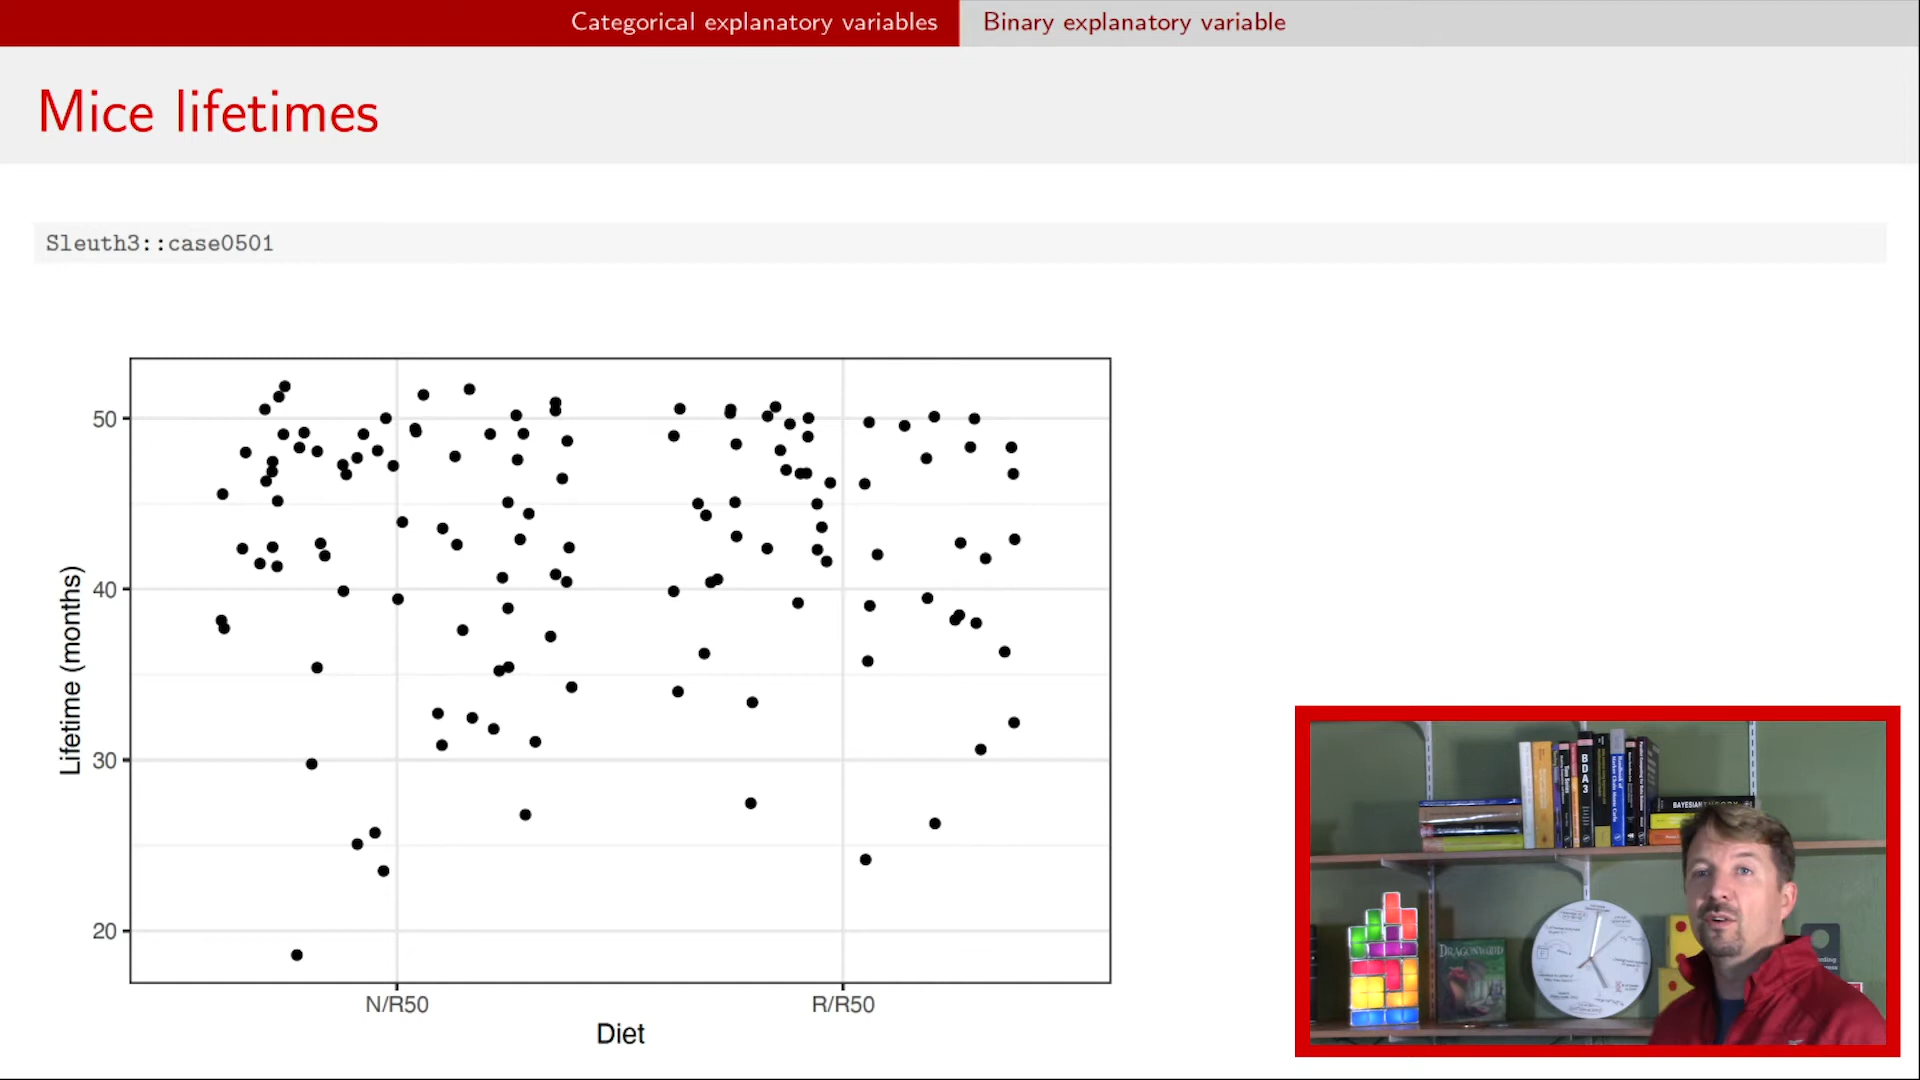 Categorical explanatory variables
Binary explanatory variable
Mice lifetimes
Sleuth3::case0501
50
40
30
20
Lifetime (months)
N/R50
R/R50
Diet
BDA3
DRAGONWOOD